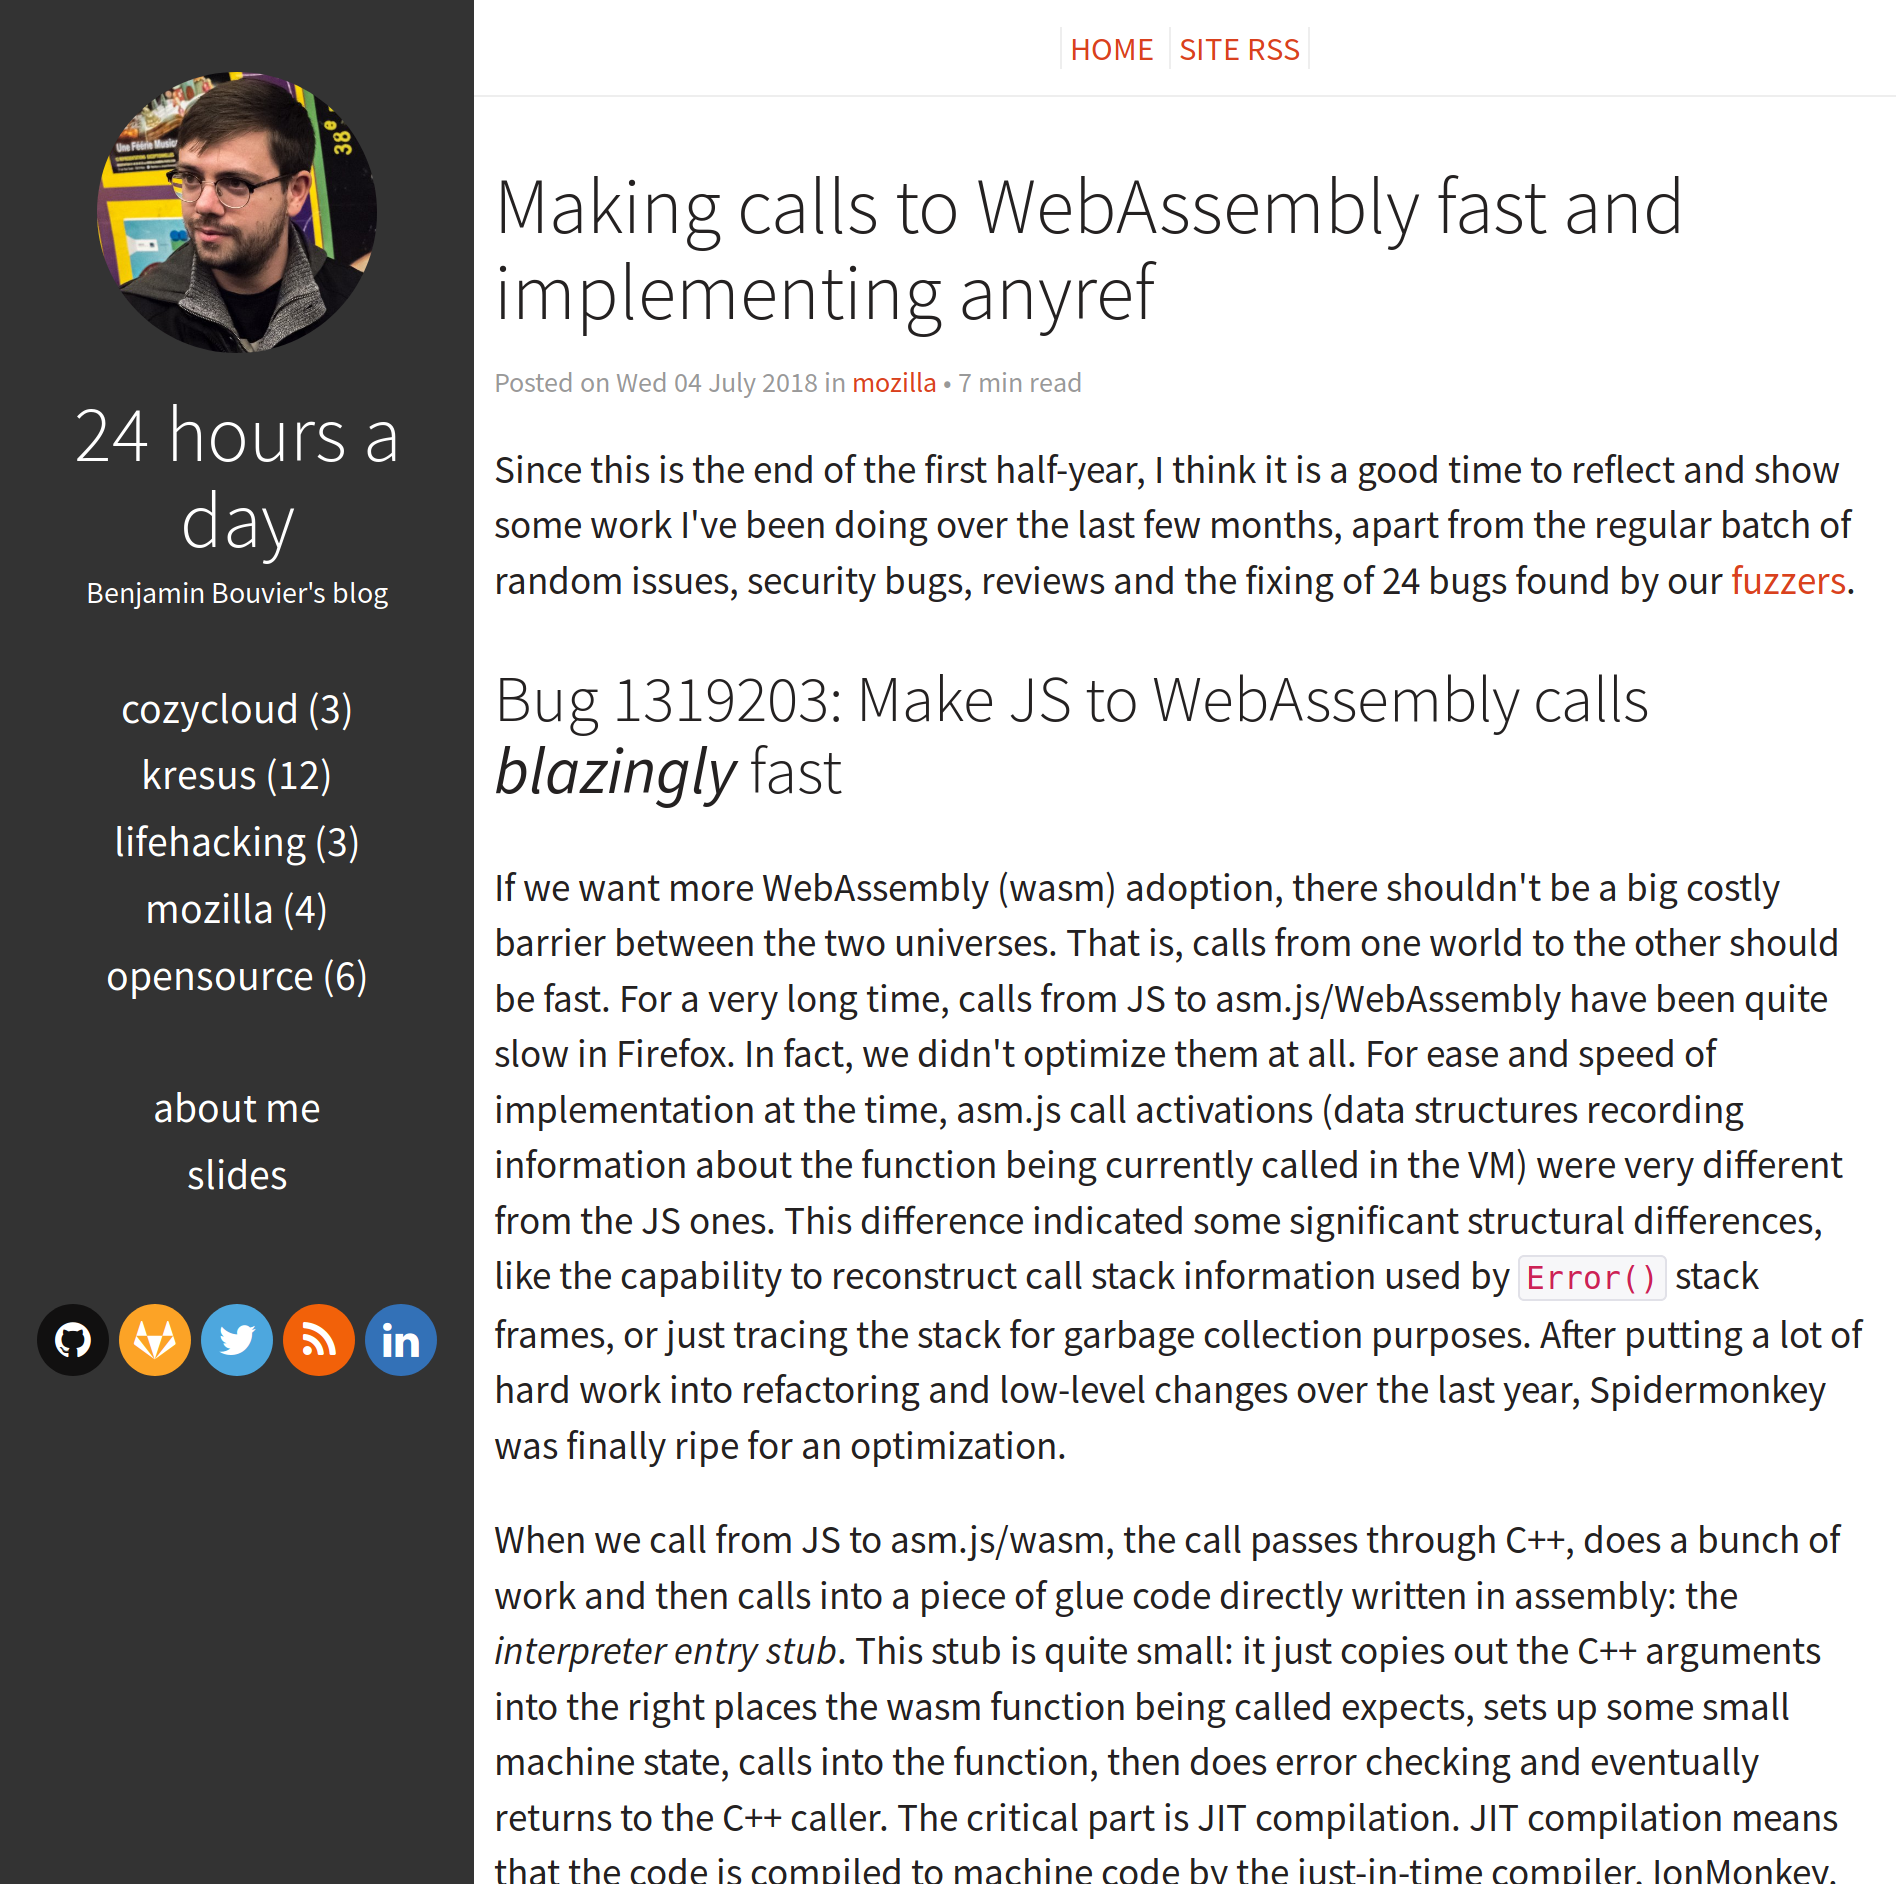 Une Féérie Music
38 e
24 hours a
day
Benjamin Bouvier's blog
cozycloud (3)
kresus (12)
lifehacking (3)
mozilla (4)
opensource (6)
about me
slides
in
HOME
SITE RSS
Making calls to WebAssembly fast and
implementing anyref
Posted on Wed 04 July 2018 in mozilla • 7 min read
Since this is the end of the first half-year, I think it is a good time to reflect and show
some work I've been doing over the last few months, apart from the regular batch of
random issues, security bugs, reviews and the fixing of 24 bugs found by our fuzzers.
Bug 1319203: Make JS to WebAssembly calls
blazingly fast
If we want more WebAssembly (wasm) adoption, there shouldn't be a big costly
barrier between the two universes. That is, calls from one world to the other should
be fast. For a very long time, calls from JS to asm.js/WebAssembly have been quite
slow in Firefox. In fact, we didn't optimize them at all. For ease and speed of
implementation at the time, asm.js call activations (data structures recording
information about the function being currently called in the VM) were very different
from the JS ones. This difference indicated some significant structural differences,
like the capability to reconstruct call stack information used by Error() stack
frames, or just tracing the stack for garbage collection purposes. After putting a lot of
hard work into refactoring and low-level changes over the last year, Spidermonkey
was finally ripe for an optimization.
When we call from JS to asm.js/wasm, the call passes through C++, does a bunch of
work and then calls into a piece of glue code directly written in assembly: the
interpreter entry stub. This stub is quite small: it just copies out the C++ arguments
into the right places the wasm function being called expects, sets up some small
machine state, calls into the function, then does error checking and eventually
returns to the C++ caller. The critical part is JIT compilation. JIT compilation means
that the code is compiled to machine code by the just-in-time compiler, IonMonkey,